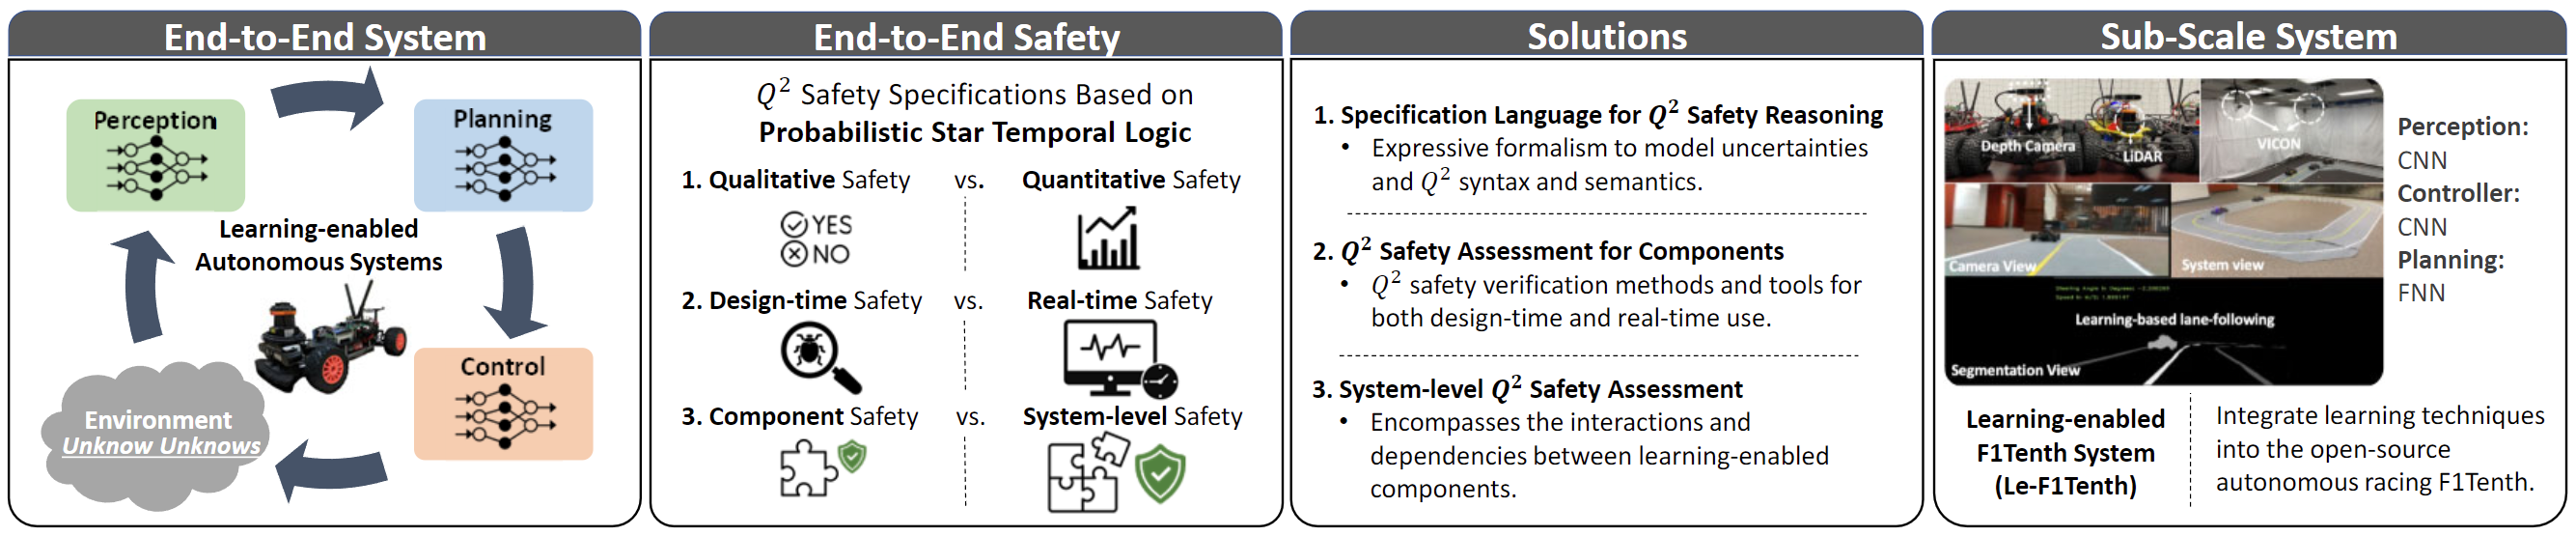 End-to-End System
Perception
Planning
Learning-enabled
Autonomous Systems
Control
Environment
Unknow Unknows
End-to-End Safety
Q² Safety Specifications Based on
Probabilistic Star Temporal Logic
1. Qualitative Safety vs. Quantitative Safety
YES
NO
2. Design-time Safety vs. Real-time Safety
3. Component Safety vs. System-level Safety
Solutions
1. Specification Language for Q² Safety Reasoning
• Expressive formalism to model uncertainties
and Q² syntax and semantics.
2. Q² Safety Assessment for Components
• Q² safety verification methods and tools for
both design-time and real-time use.
3. System-level Q² Safety Assessment
• Encompasses the interactions and
dependencies between learning-enabled
components.
Sub-Scale System
Depth Camera
LiDAR
VICON
Camera View
System view
Learning-based lane-following
Segmentation View
Perception:
CNN
Controller:
CNN
Planning:
FNN
Learning-enabled
F1Tenth System
(Le-F1Tenth)
Integrate learning techniques
into the open-source
autonomous racing F1Tenth.